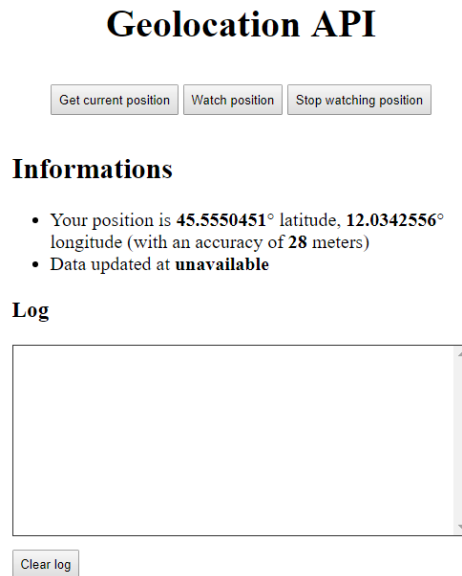 Geolocation API
Get current position Watch position Stop watching position
Informations
• Your position is 45.5550451° latitude, 12.0342556°
longitude (with an accuracy of 28 meters)
• Data updated at unavailable
Log
Clear log